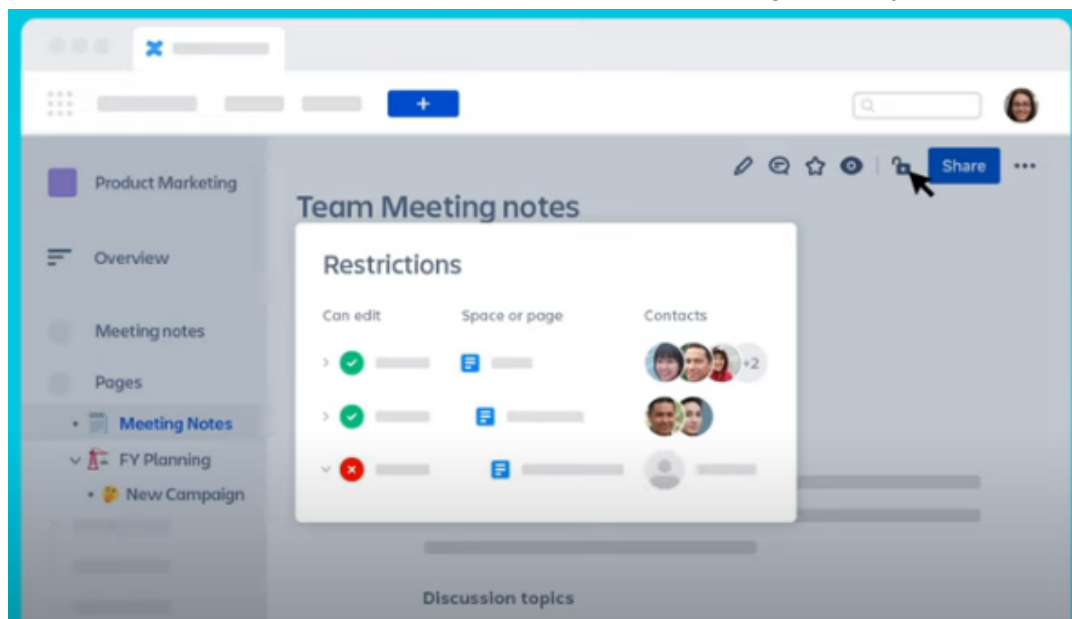 +
Share
Product Marketing
Team Meeting notes
Overview
Restrictions
Can edit
Space or page
Contacts
Meeting notes
+2
Pages
Meeting Notes
FY Planning
New Campaign
Discussion topics